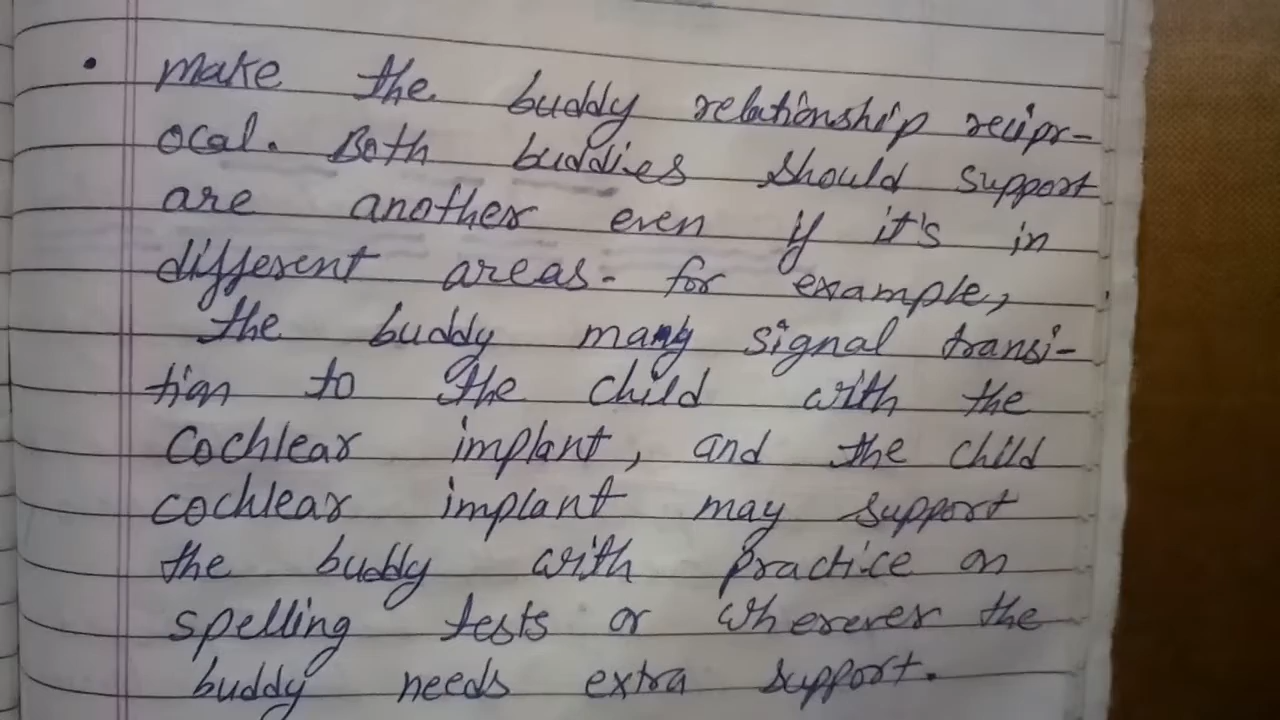 • make the buddy relationship recipr-
ocal. Both buddies should support
are another even if it's in
different areas. for example,
the buddy many signal transi-
tion to the child with the
cochlear implant, and the child
cochlear implant may support
the buddy with practice on
spelling tests or wherever the
buddy needs extra support.